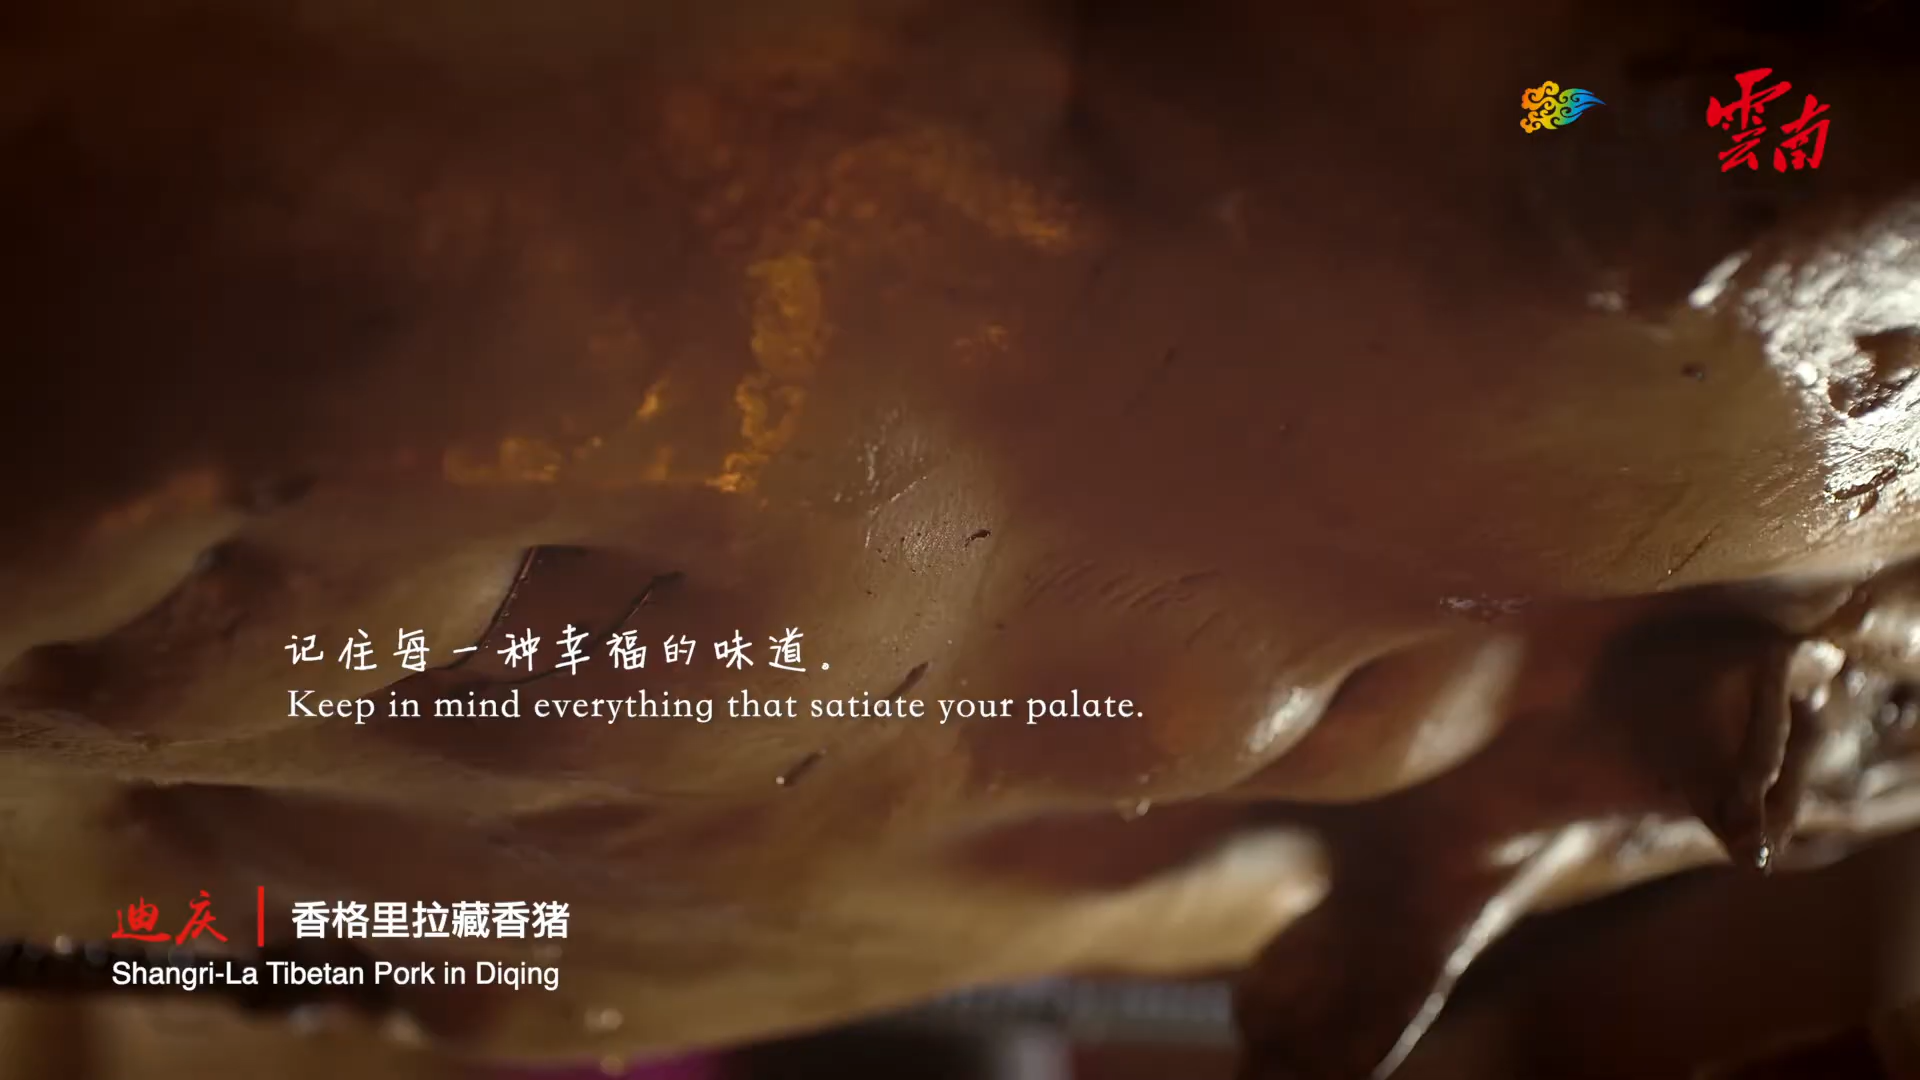 雲南
记住每一种幸福的味道。
Keep in mind everything that satiate your palate.
迪庆 | 香格里拉藏香猪
Shangri-La Tibetan Pork in Diqing